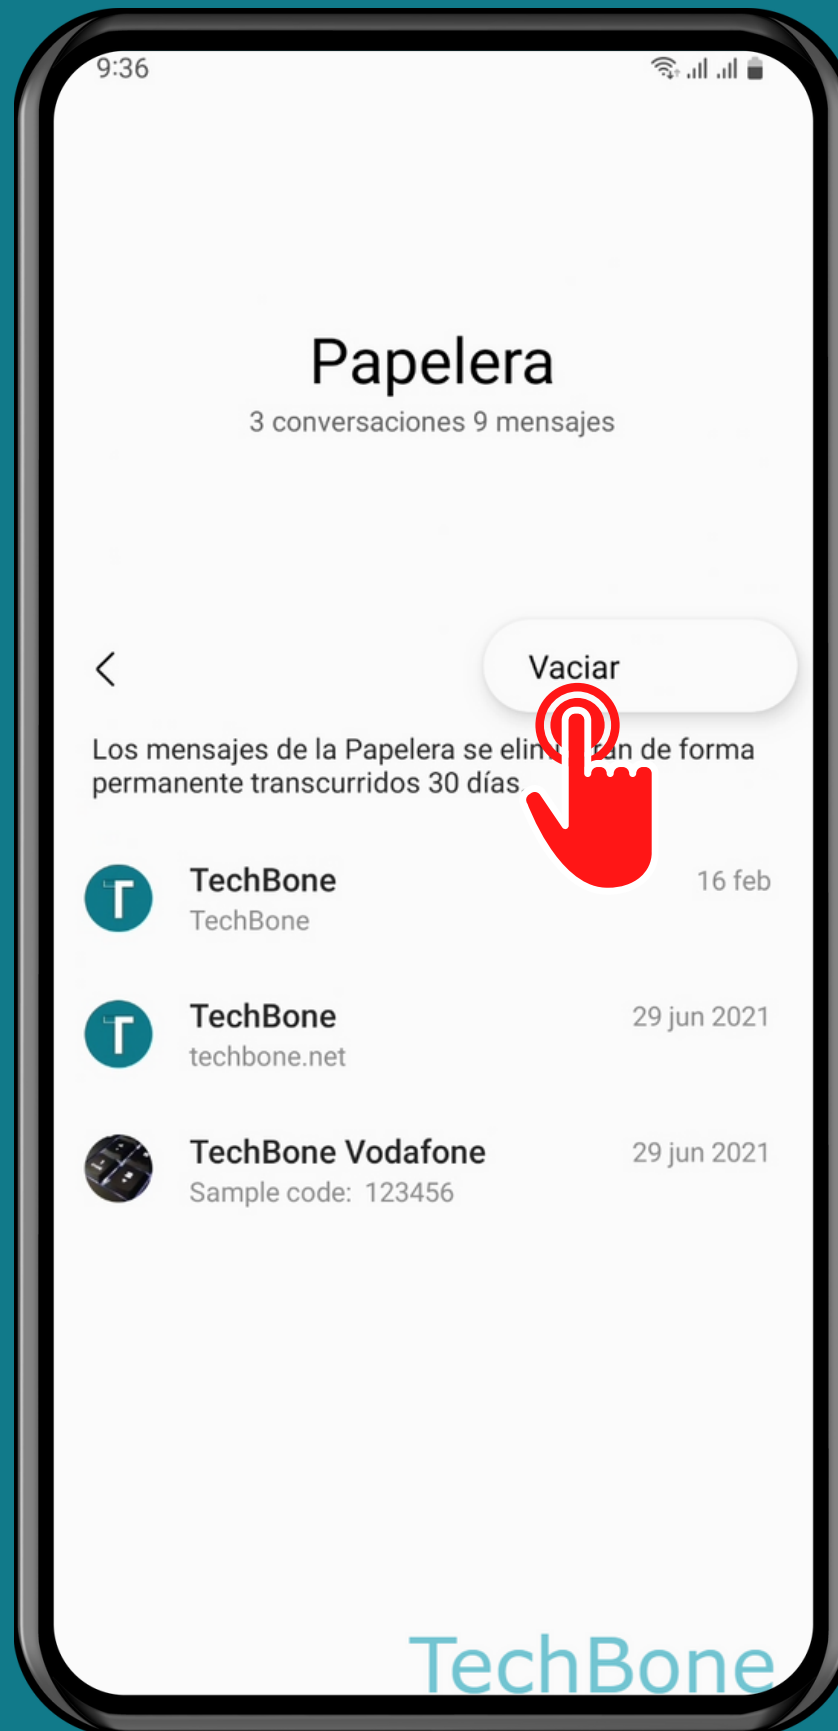 9:36
Papelera
3 conversaciones 9 mensajes
Vaciar
Los mensajes de la Papelera se de forma
permanente transcurridos 30 días.
T
TechBone
16 feb
TechBone
T
TechBone
29 jun 2021
techbone.net
TechBone Vodafone
29 jun 2021
Sample code: 123456
TechBone